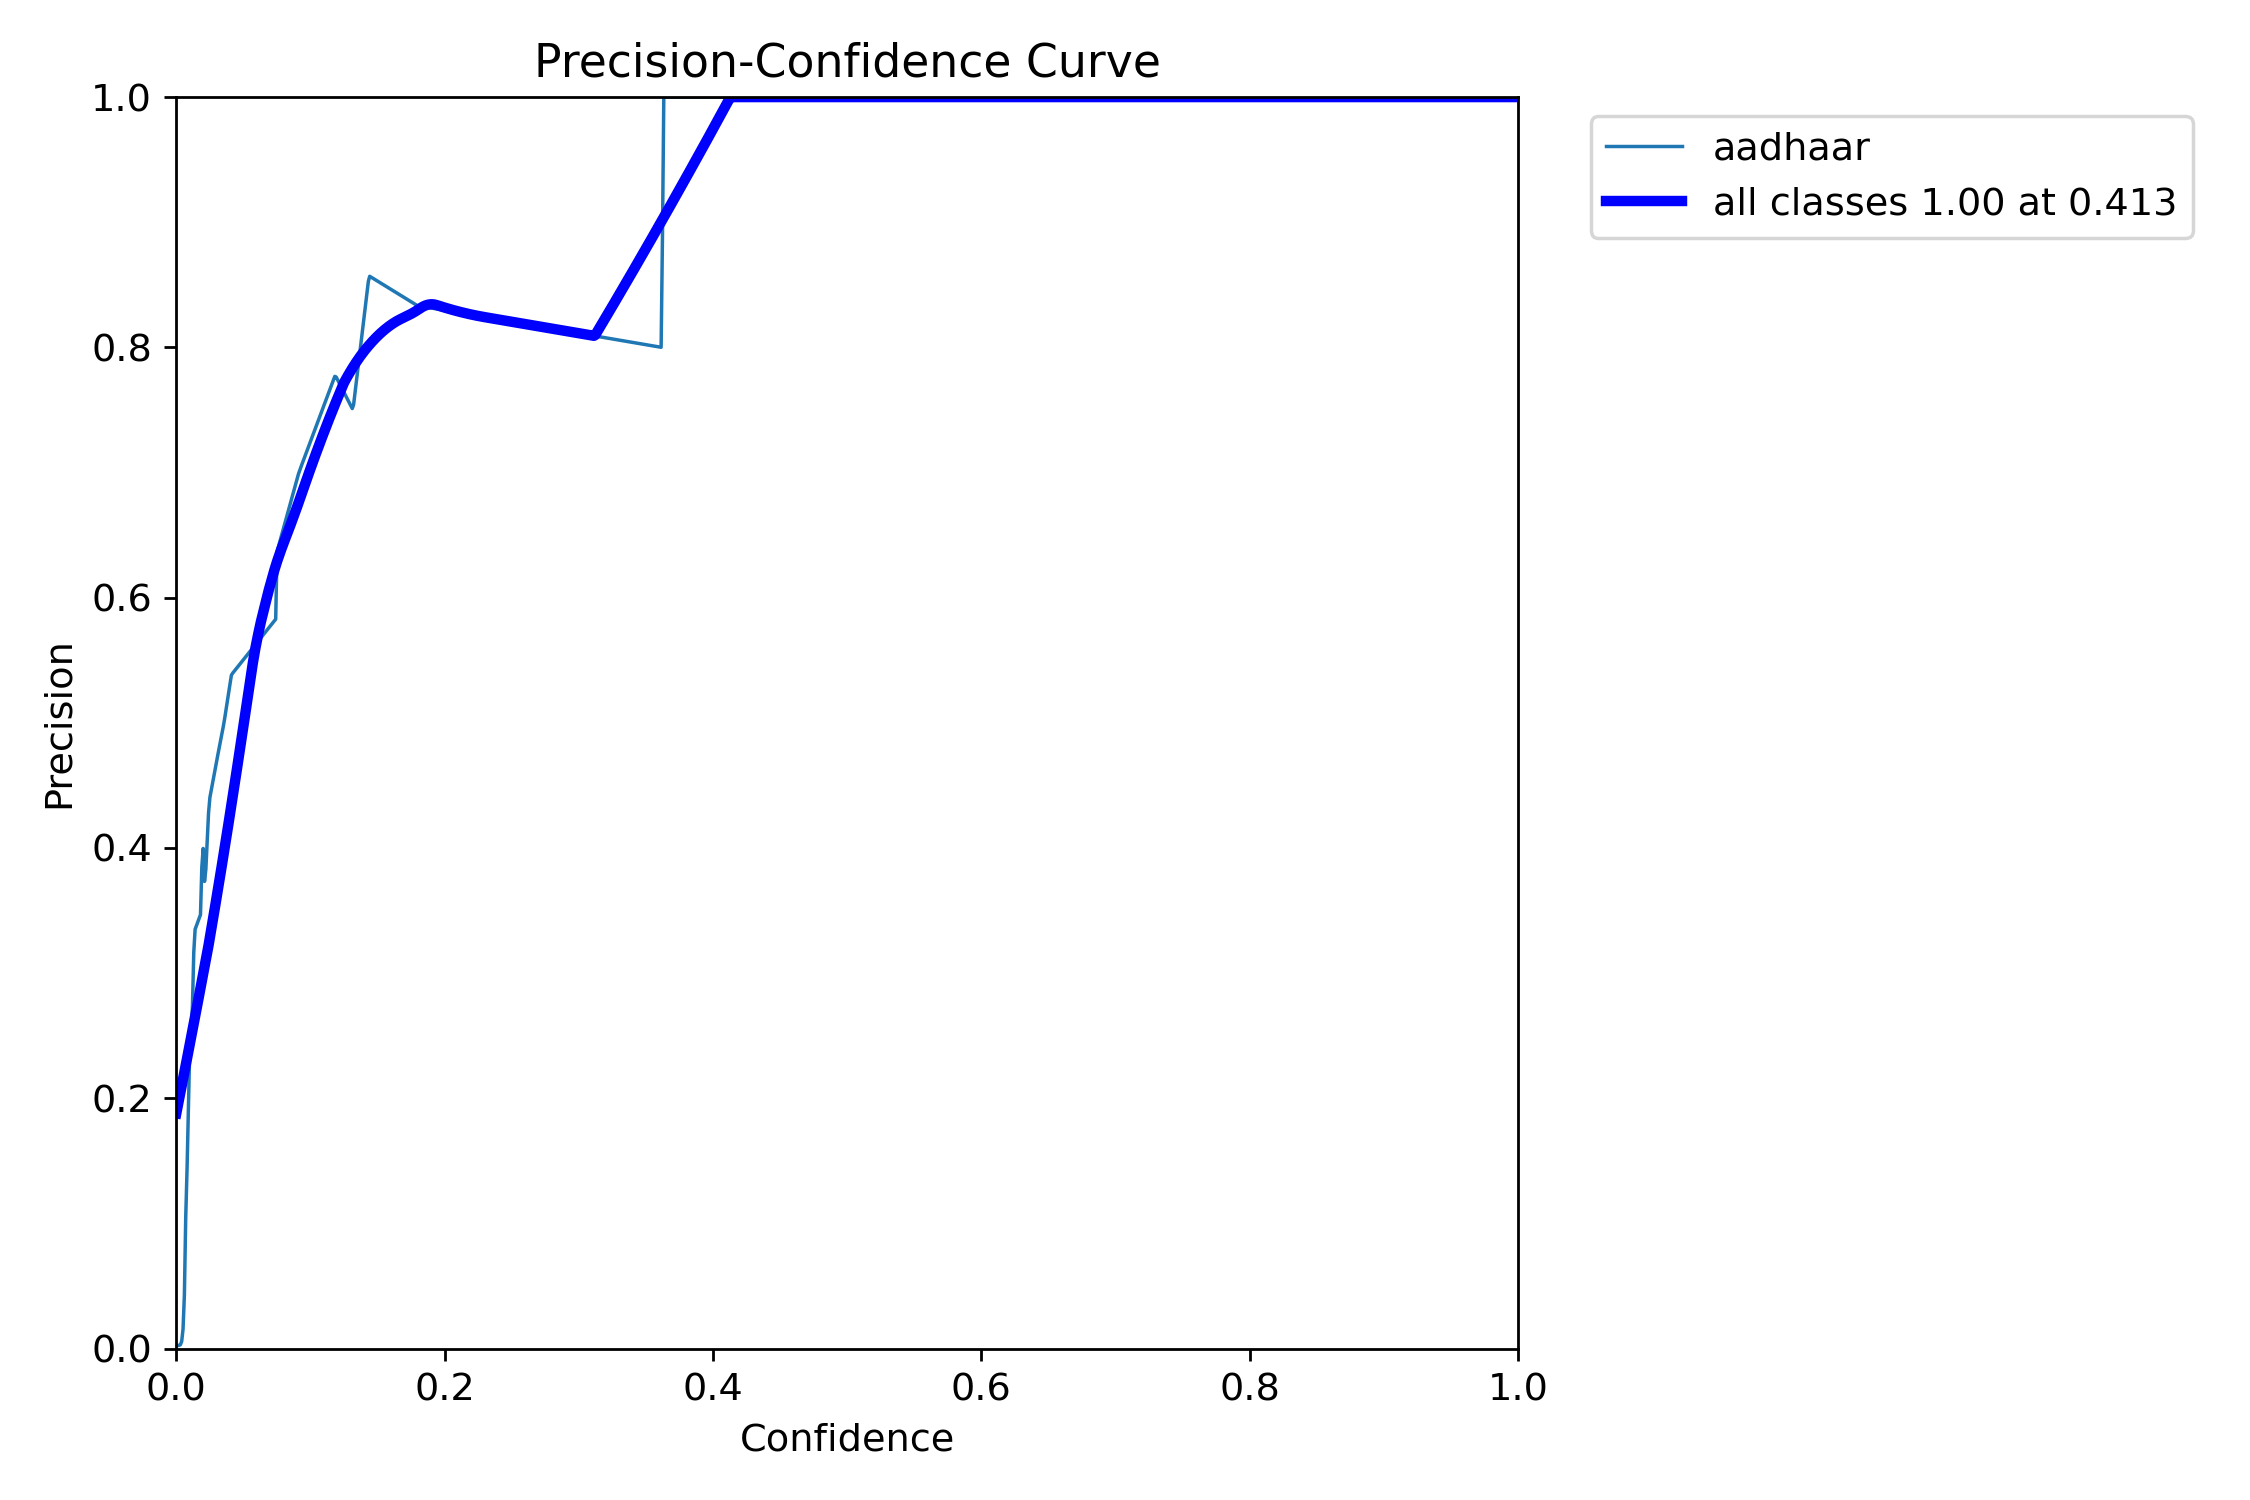 Precision-Confidence Curve
1.0
0.8
0.6
0.4
0.2
0.0
Precision
0.0 0.2 0.4 0.6 0.8 1.0
Confidence
aadhaar
all classes 1.00 at 0.413